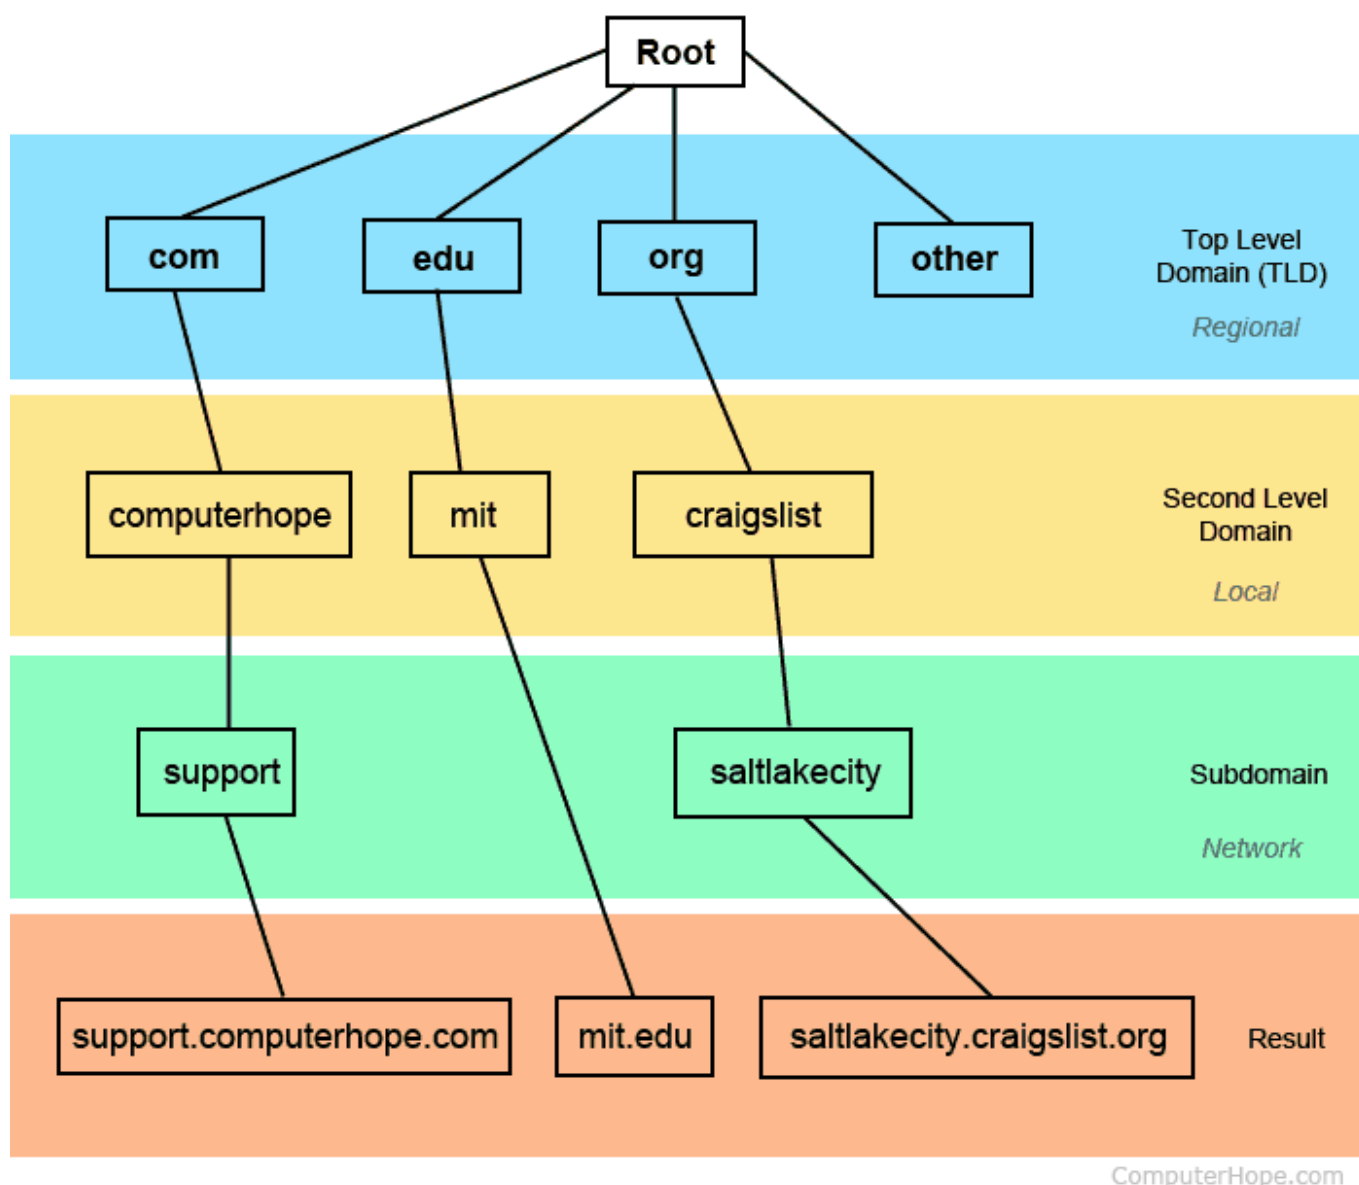 Root
com
edu
org
other
Top Level
Domain (TLD)
Regional
computerhope
mit
craigslist
Second Level
Domain
Local
support
saltlakecity
Subdomain
Network
support.computerhope.com
mit.edu
saltlakecity.craigslist.org
Result
ComputerHope.com